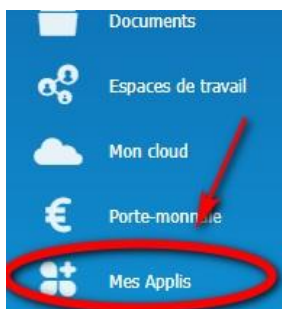 Documents
Espaces de travail
Mon cloud
Porte-monnaie
Mes Applis